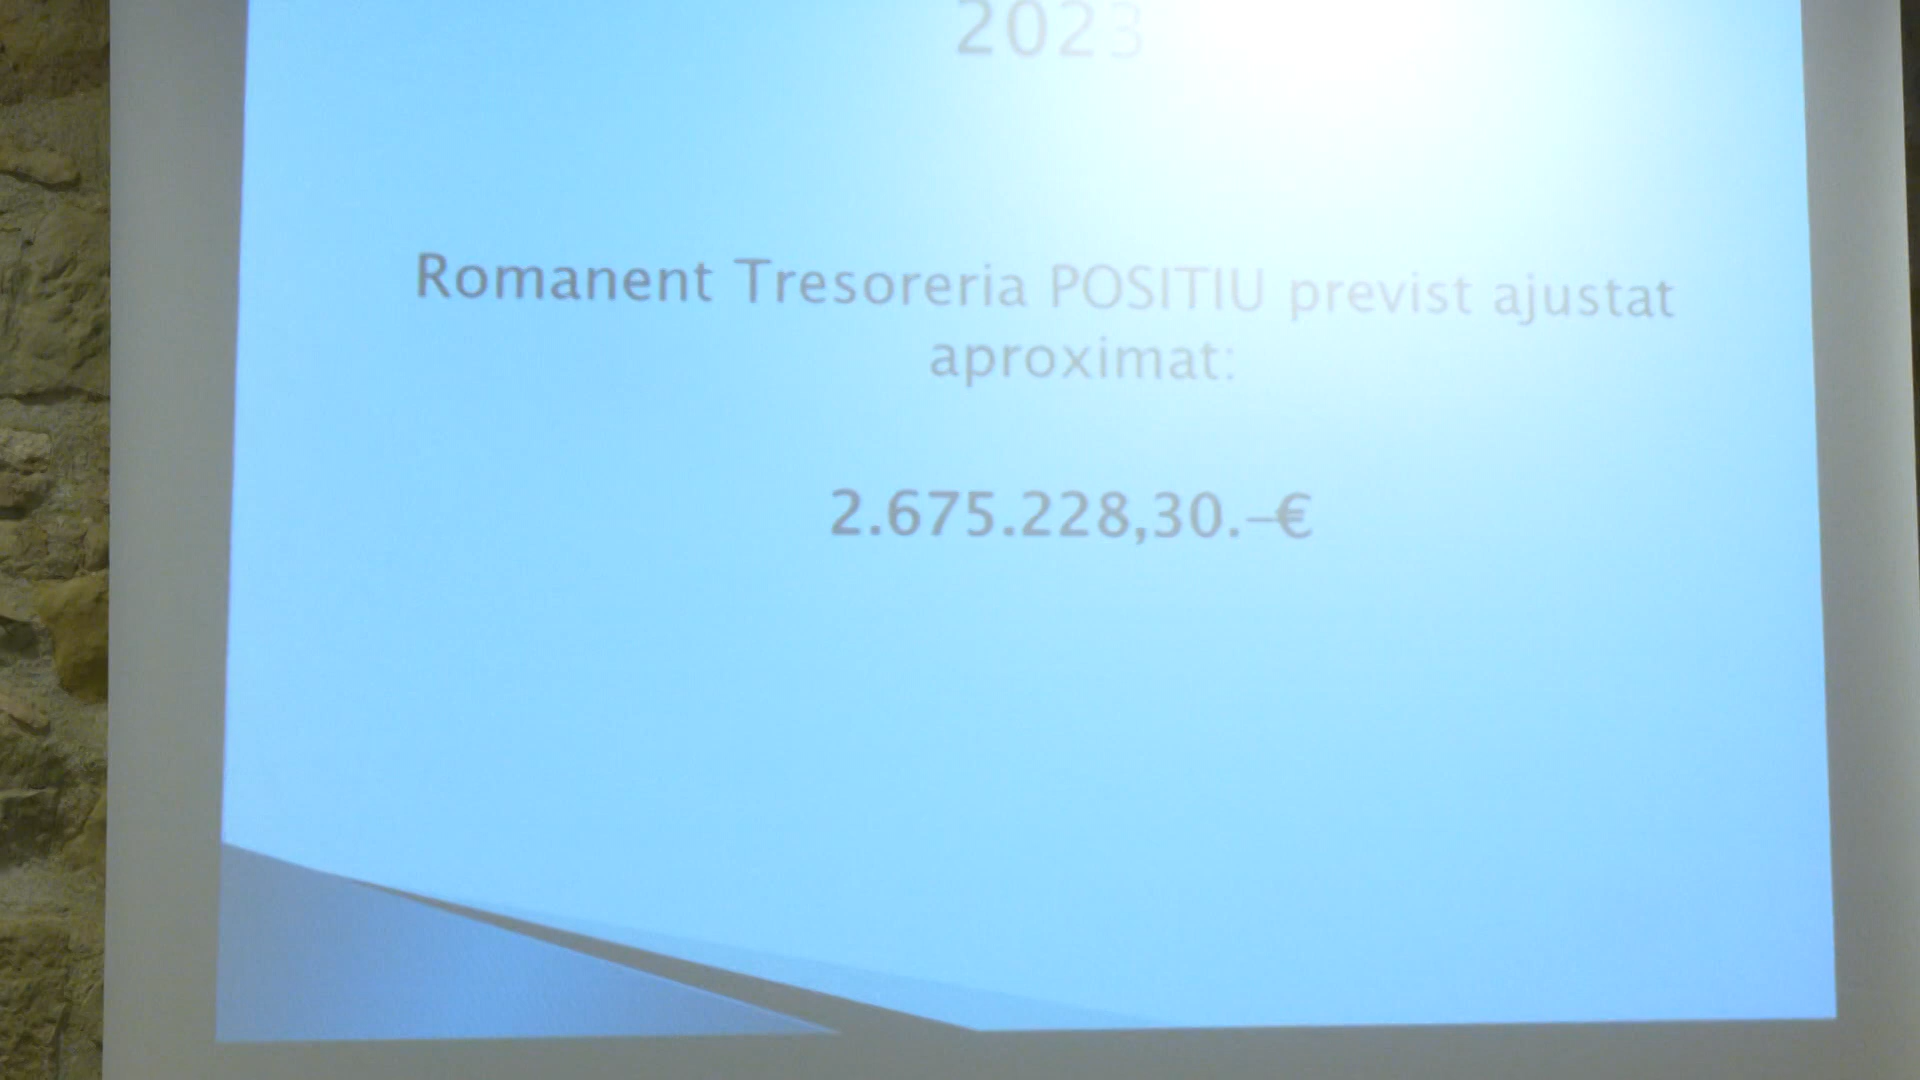 2023
Romanent Tresoreria POSITIU previst ajustat
aproximat:
2.675.228,30.-€